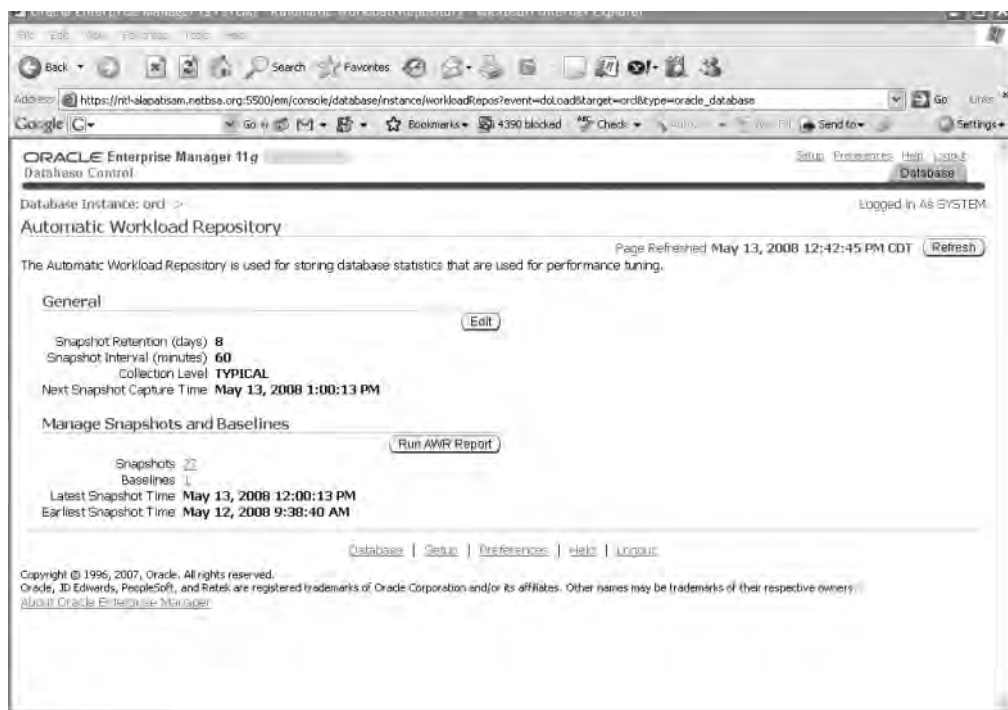 Back
Search
Favorites
https://ntl-alapatisam.netbsa.org:5500/em/console/database/instance/workloadRepos?event=doLoad&target=orcl&type=oracle_database
Go
Google
Go
Bookmarks
4390 blocked
Check
Send to
Settings
ORACLE Enterprise Manager 11g
Setup Preferences Help Logout
Database Control
Database
Database Instance: orcl >
Logged in As SYSTEM
Automatic Workload Repository
Page Refreshed May 13, 2008 12:42:45 PM CDT Refresh
The Automatic Workload Repository is used for storing database statistics that are used for performance tuning.
General
Edit
Snapshot Retention (days) 8
Snapshot Interval (minutes) 60
Collection Level TYPICAL
Next Snapshot Capture Time May 13, 2008 1:00:13 PM
Manage Snapshots and Baselines
Run AWR Report
Snapshots
Baselines 1
Latest Snapshot Time May 13, 2008 12:00:13 PM
Earliest Snapshot Time May 12, 2008 9:38:40 AM
Database | Setup | Preferences | Help | Logout
Copyright © 1996, 2007, Oracle. All rights reserved.
Oracle, JD Edwards, PeopleSoft, and Retek are registered trademarks of Oracle Corporation and/or its affiliates. Other names may be trademarks of their respective owners.
About Oracle Enterprise Manager